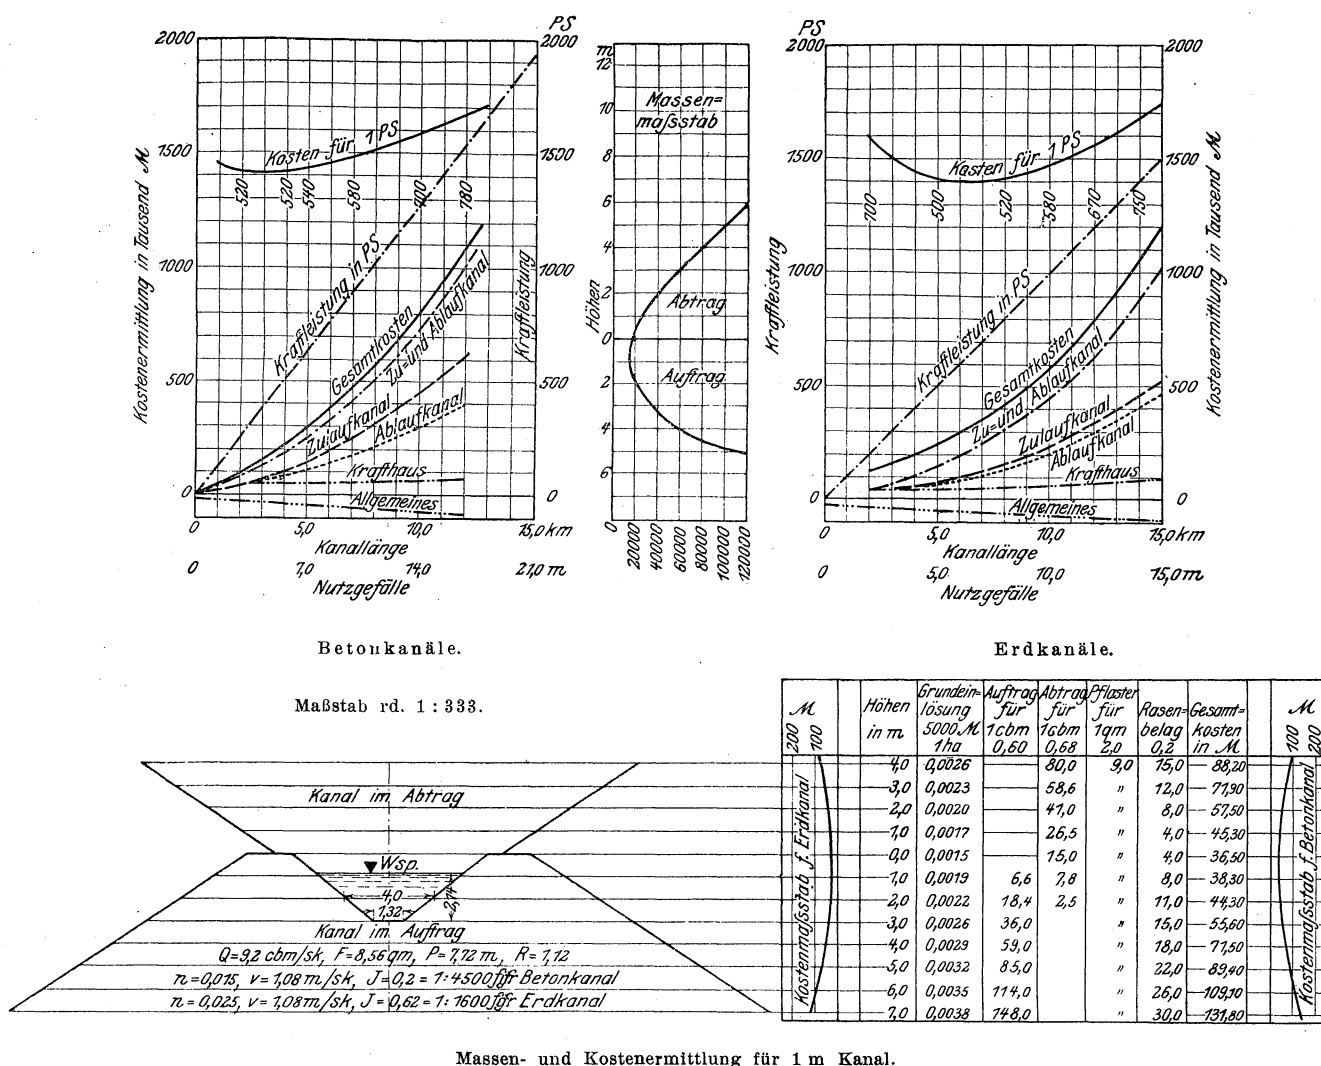 PS
2000
1500
1000
500
0
Kostenermittlung in Tausend M
2000
1500
1000
500
0
Kraftleistung
Kosten für 1 PS
520
520
540
580
780
Kraftleistung in PS
Gesamtkosten
Zu= und Ablaufkanal
Zulaufkanal
Ablaufkanal
Krafthaus
Allgemeines
0 5,0 10,0 15,0 km
Kanallänge
0 7,0 14,0 21,0 m
Nutzgefälle
Betonkanäle.
m
12
10
8
6
4
2
0
2
4
6
Höhen
Massen=
maßstab
Abtrag
Auftrag
0 20000 40000 60000 80000 100000 120000
PS
2000
1500
1000
500
0
Kraftleistung
2000
1500
1000
500
0
Kostenermittlung in Tausend M
Kosten für 1 PS
700
500
520
580
670
750
Kraftleistung in PS
Gesamtkosten
Zu= und Ablaufkanal
Zulaufkanal
Ablaufkanal
Krafthaus
Allgemeines
0 5,0 10,0 15,0 km
Kanallänge
0 5,0 10,0 15,0 m
Nutzgefälle
Erdkanäle.
Maßstab rd. 1 : 333.
Kanal im Abtrag
Wsp.
4,0
2,14
1,32
Kanal im Auftrag
Q=9,2 cbm/sk, F=8,56 qm, P=7,72 m, R=1,12
n=0,015, v=1,08 m/sk, J=0,2=1:4500 f gfr Betonkanal
n=0,025, v=1,08 m/sk, J=0,62=1:1600 f gfr Erdkanal
M
200 100
Kostenmaßstab f. Erdkanal
Höhen in m | Grundein=lösung 5000 M 1 ha | Auftrag für 1 cbm 0,60 | Abtrag für 1 cbm 0,68 | Pflaster für 1 qm 2,0 | Rasen=belag 0,2 | Gesamt=kosten in M
4,0 0,0026 — 80,0 9,0 15,0 88,20
3,0 0,0023 — 58,6 " 12,0 71,90
2,0 0,0020 — 41,0 " 8,0 57,50
1,0 0,0017 — 26,5 " 4,0 45,30
0,0 0,0015 — 15,0 " 4,0 36,50
1,0 0,0019 6,6 7,8 " 8,0 38,30
2,0 0,0022 18,4 2,5 " 11,0 44,30
3,0 0,0026 36,0 " 15,0 55,60
4,0 0,0029 59,0 " 18,0 71,50
5,0 0,0032 85,0 " 22,0 89,40
6,0 0,0035 114,0 " 26,0 109,10
7,0 0,0038 148,0 " 30,0 131,80
M
100 200
Kostenmaßstab f. Betonkanal
Massen- und Kostenermittlung für 1 m Kanal.